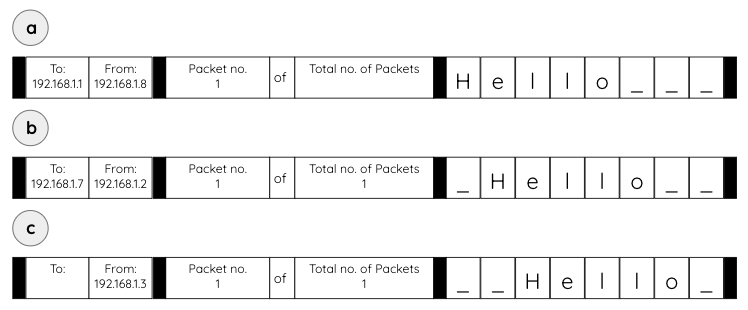 a
To: From: Packet no. of Total no. of Packets H e l l o _ _ _
192.168.1.1 192.168.1.8 1
b
To: From: Packet no. of Total no. of Packets _ H e l l o _ _
192.168.1.7 192.168.1.2 1 1
c
To: From: Packet no. of Total no. of Packets _ _ H e l l o _
192.168.1.3 1 1